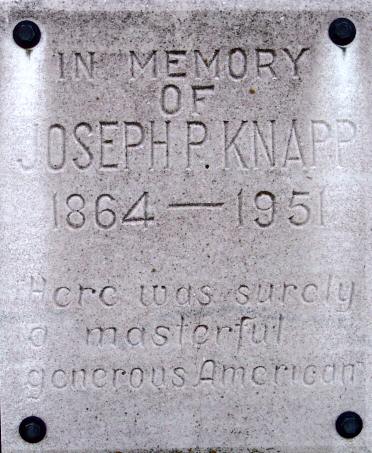 IN MEMORY
OF
JOSEPH P. KNAPP
1864 — 1951
Here was surely
a masterful
generous American